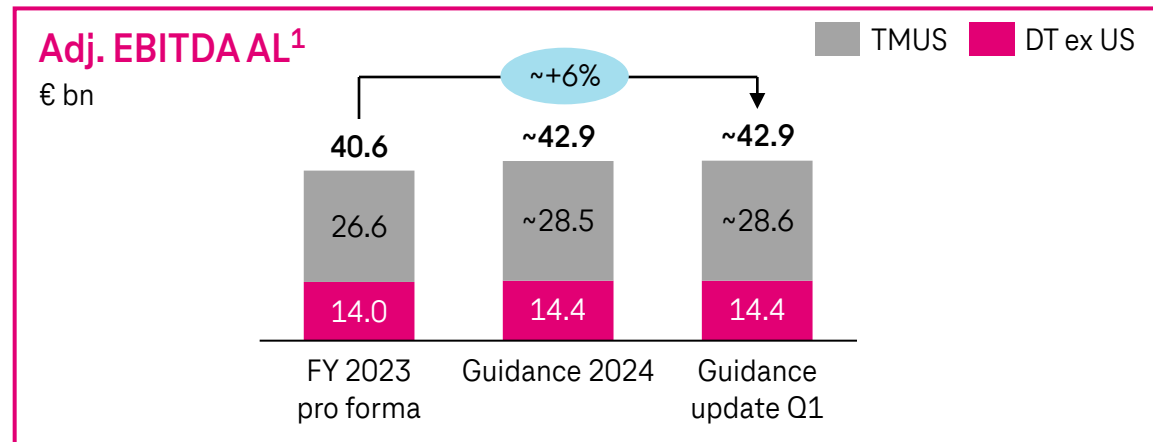 Adj. EBITDA AL1
€ bn
TMUS DT ex US
~+6%
40.6 ~42.9 ~42.9
26.6 ~28.5 ~28.6
14.0 14.4 14.4
FY 2023 Guidance 2024 Guidance
pro forma update Q1